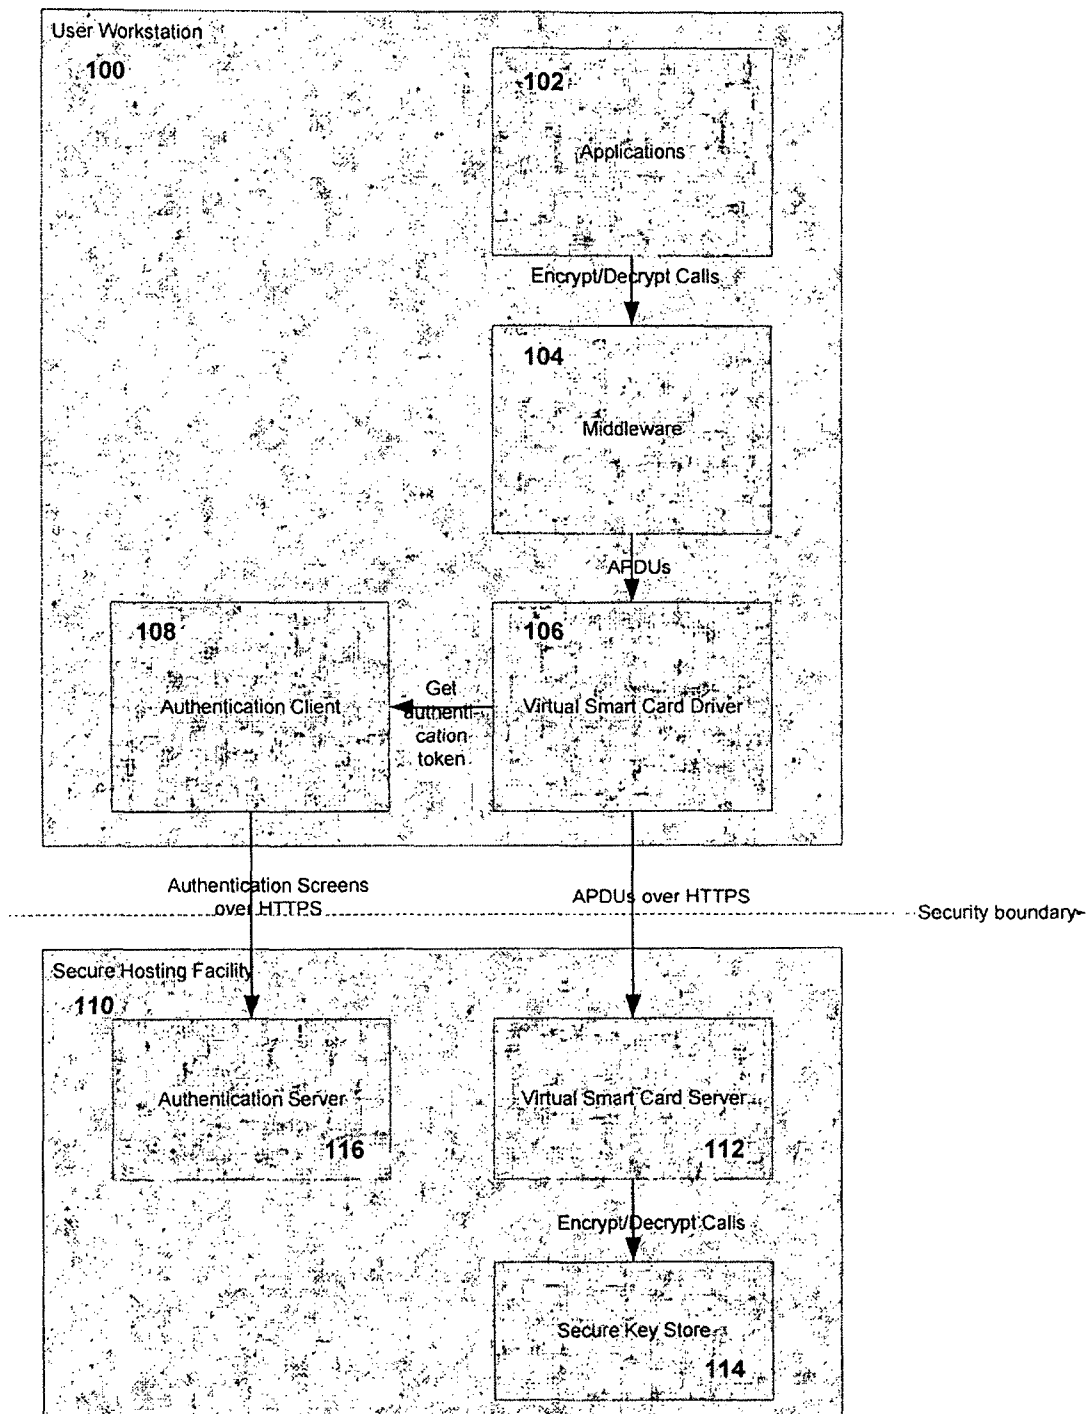 User Workstation
100
102
Applications
Encrypt/Decrypt Calls
104
Middleware
APDUs
108
Authentication Client
Get
authenti-
cation
token
106
Virtual Smart Card Driver
Authentication Screens
over HTTPS
APDUs over HTTPS
Security boundary
Secure Hosting Facility
110
Authentication Server
116
Virtual Smart Card Server
112
Encrypt/Decrypt Calls
Secure Key Store
114